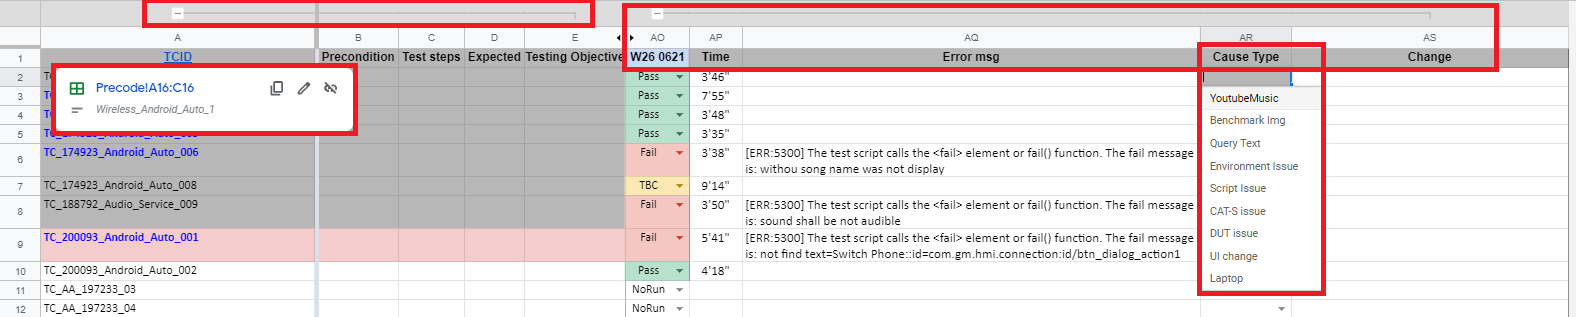 A B C D E AO AP AQ AR AS
1 TCID Precondition Test steps Expected Testing Objective W26 0621 Time Error msg Cause Type Change
2 Pass 3'46"
Precode!A16:C16
Wireless_Android_Auto_1
YoutubeMusic
3 Pass 7'55"
Benchmark Img
4 Pass 3'48"
Query Text
5 Pass 3'35"
6 TC_174923_Android_Auto_006 Fail 3'38" [ERR:5300] The test script calls the <fail> element or fail() function. The fail message
is: withou song name was not display
Environment Issue
7 TC_174923_Android_Auto_008 TBC 9'14"
Script Issue
8 TC_188792_Audio_Service_009 Fail 3'50" [ERR:5300] The test script calls the <fail> element or fail() function. The fail message
is: sound shall be not audible
CAT-S issue
9 TC_200093_Android_Auto_001 Fail 5'41" [ERR:5300] The test script calls the <fail> element or fail() function. The fail message
is: not find text=Switch Phone::id=com.gm.hmi.connection:id/btn_dialog_action1
DUT issue
UI change
10 TC_200093_Android_Auto_002 Pass 4'18"
Laptop
11 TC_AA_197233_03 NoRun
12 TC_AA_197233_04 NoRun